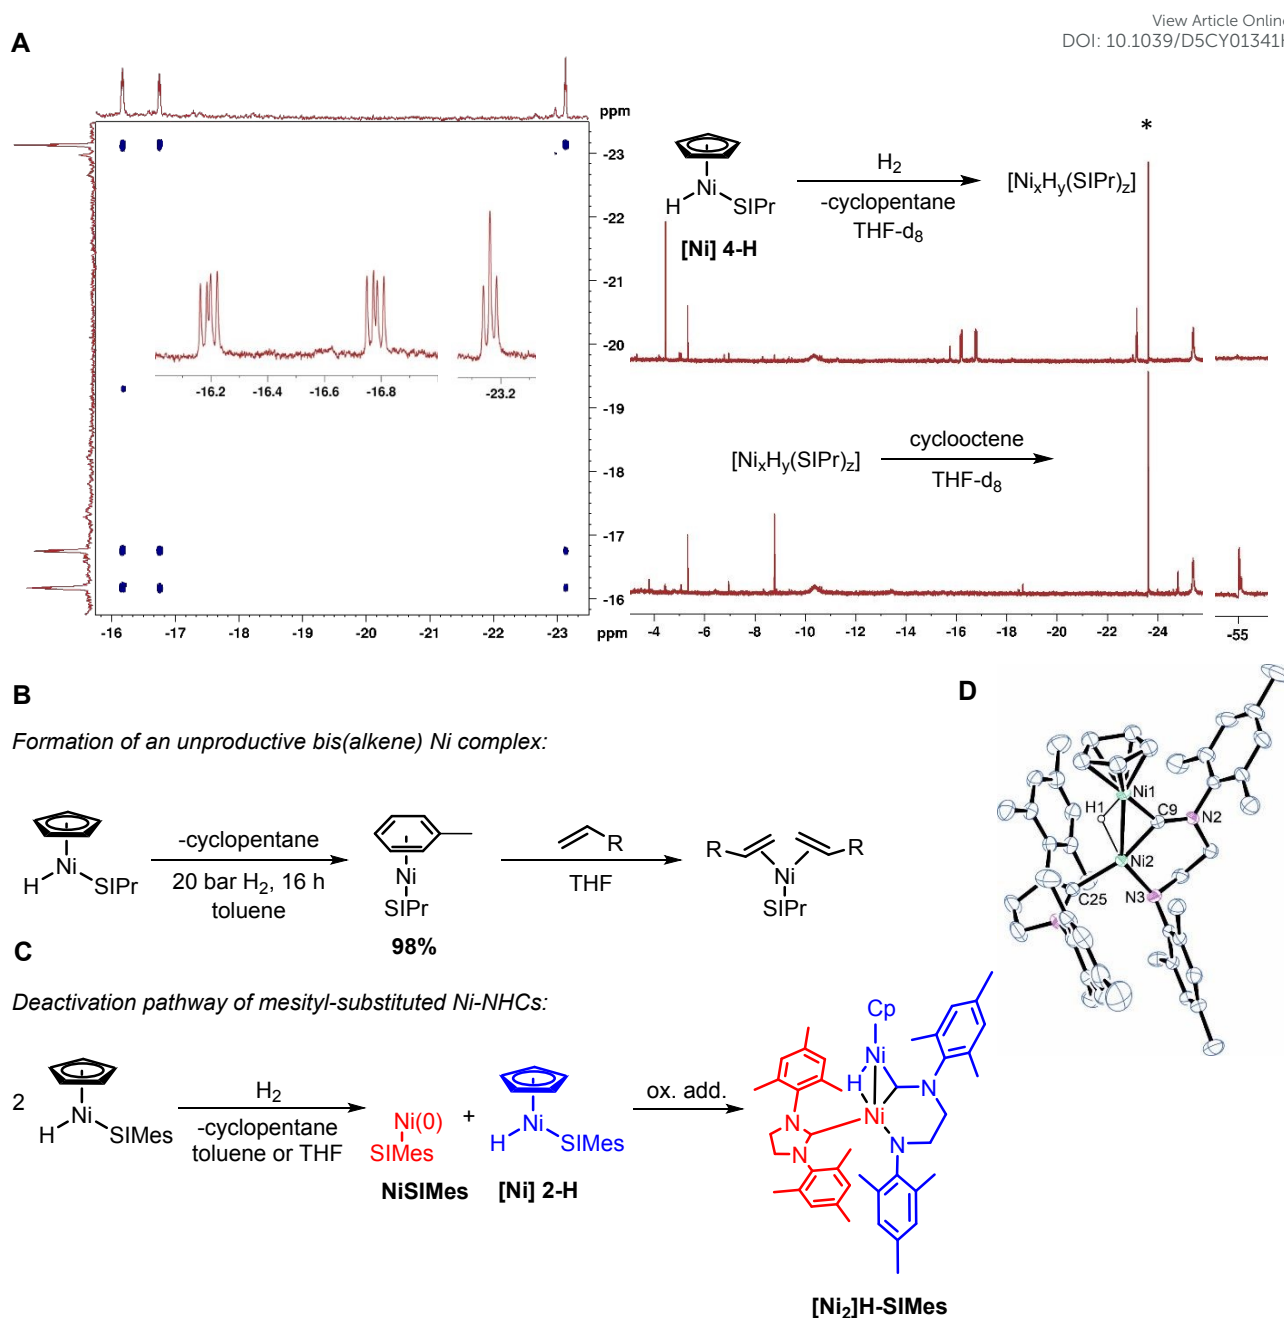 View Article Online
DOI: 10.1039/D5CY01341H
A
ppm
-23
-22
-21
-20
-19
-18
-17
-16
-16.2 -16.4 -16.6 -16.8 -23.2
-16 -17 -18 -19 -20 -21 -22 -23 ppm
*
Ni
H SIPr
[Ni] 4-H
H2
-cyclopentane
THF-d8
[NixHy(SIPr)z]
[NixHy(SIPr)z]
cyclooctene
THF-d8
-4 -6 -8 -10 -12 -14 -16 -18 -20 -22 -24 -55
B
Formation of an unproductive bis(alkene) Ni complex:
Ni
H SIPr
-cyclopentane
20 bar H2, 16 h
toluene
Ni
SIPr
98%
R
THF
R R
Ni
SIPr
C
Deactivation pathway of mesityl-substituted Ni-NHCs:
2
Ni
H SIMes
H2
-cyclopentane
toluene or THF
Ni(0)
SIMes
NiSIMes
+
Ni
H SIMes
[Ni] 2-H
ox. add.
Cp
Ni
H
N
Ni
N
N
N
[Ni2]H-SIMes
D
Ni1
H1
C9
N2
Ni2
N3
C25